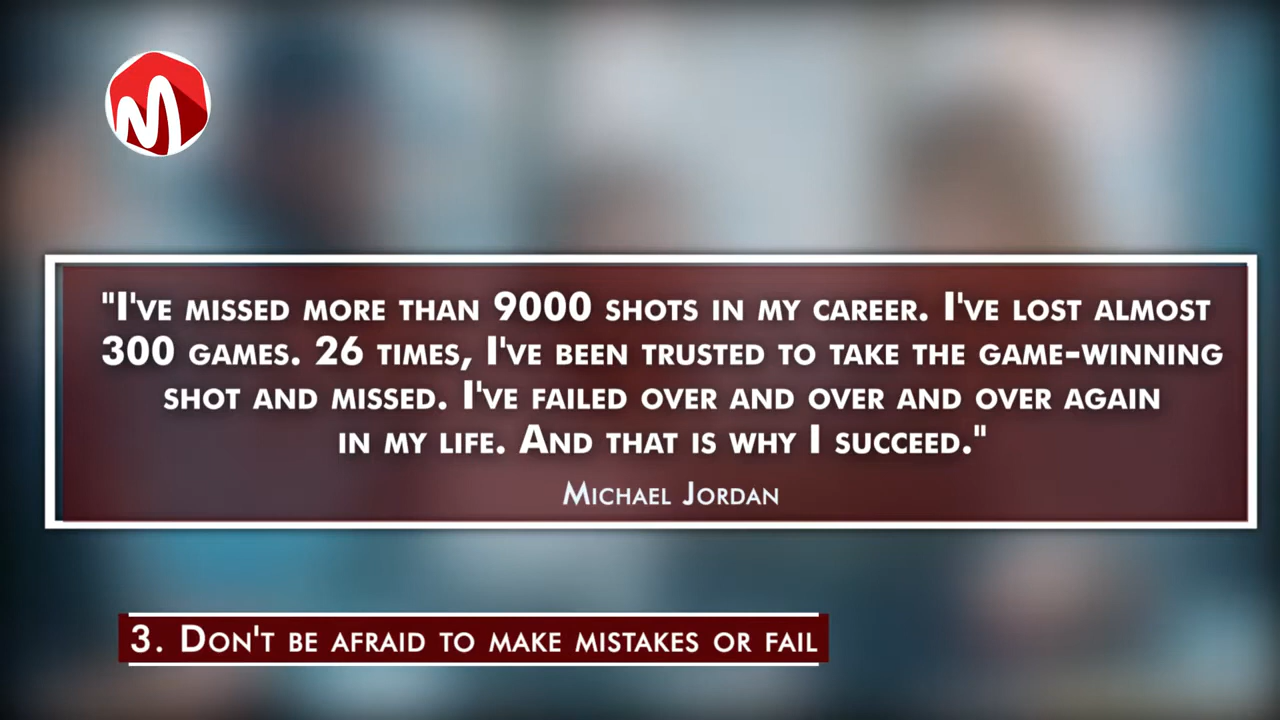 "I've missed more than 9000 shots in my career. I've lost almost
300 games. 26 times, I've been trusted to take the game-winning
shot and missed. I've failed over and over and over again
in my life. And that is why I succeed."
Michael Jordan
3. Don't be afraid to make mistakes or fail